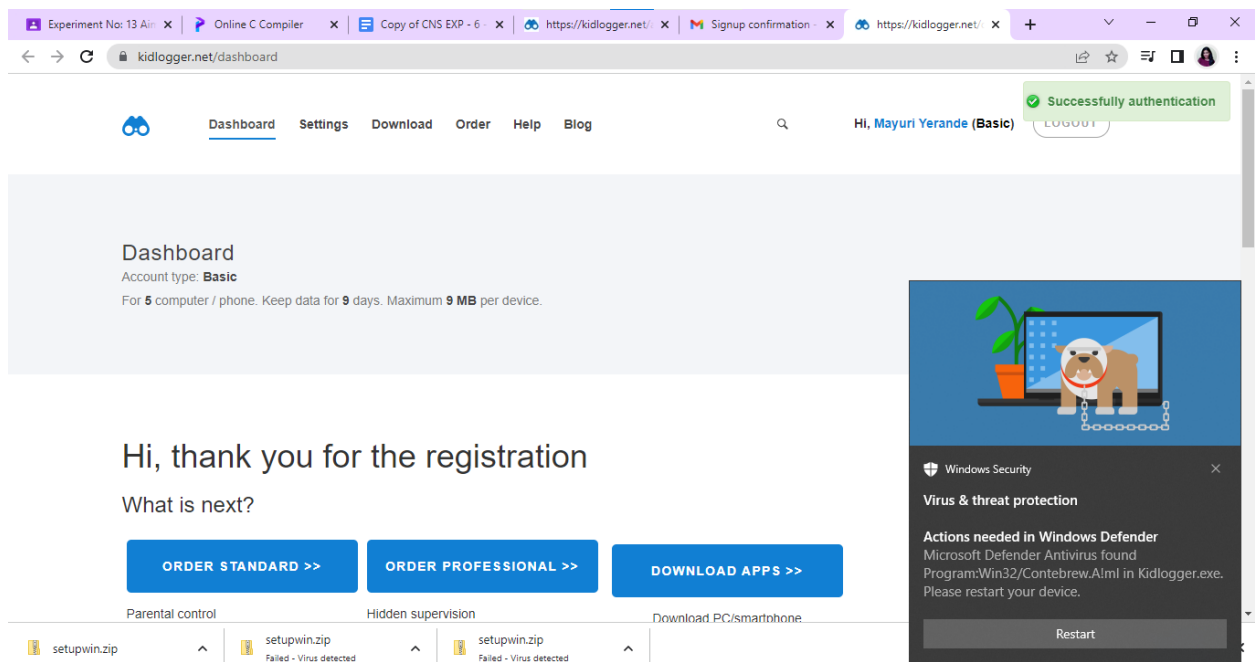 Experiment No: 13 Ain
Online C Compiler
Copy of CNS EXP - 6 -
https://kidlogger.net/
Signup confirmation -
https://kidlogger.net/
kidlogger.net/dashboard
Successfully authentication
Dashboard Settings Download Order Help Blog
Hi, Mayuri Yerande (Basic)
LOGOUT
Dashboard
Account type: Basic
For 5 computer / phone. Keep data for 9 days. Maximum 9 MB per device.
Hi, thank you for the registration
What is next?
ORDER STANDARD >>
ORDER PROFESSIONAL >>
DOWNLOAD APPS >>
Parental control
Hidden supervision
Download PC/smartphone
Windows Security
Virus & threat protection
Actions needed in Windows Defender
Microsoft Defender Antivirus found
Program:Win32/Contebrew.A!ml in Kidlogger.exe.
Please restart your device.
Restart
setupwin.zip
setupwin.zip
Failed - Virus detected
setupwin.zip
Failed - Virus detected